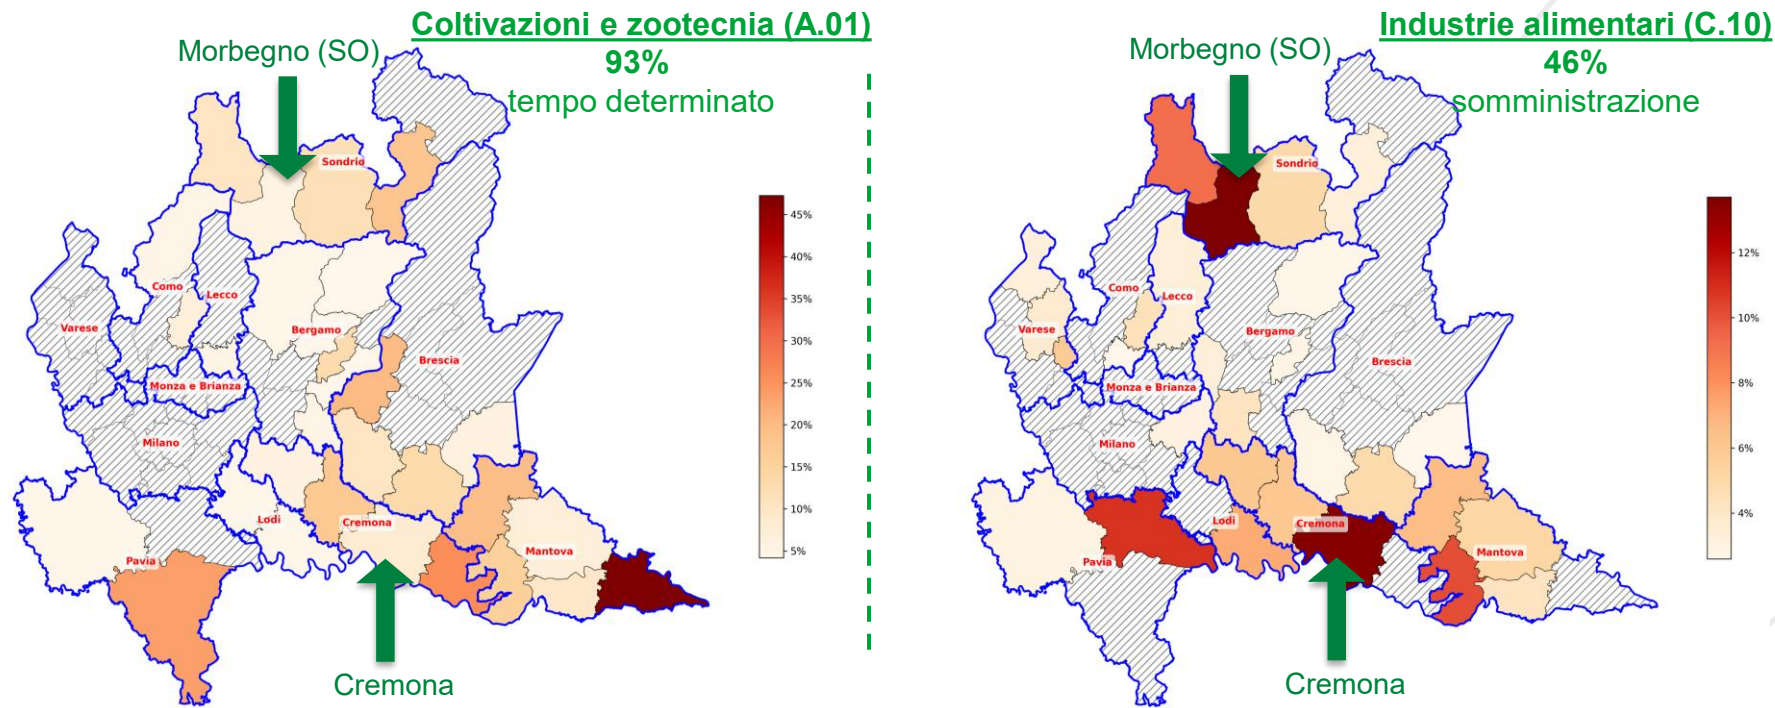 Coltivazioni e zootecnia (A.01)
93%
tempo determinato
Morbegno (SO)
Sondrio
Como
Lecco
Varese
Bergamo
Brescia
Monza e Brianza
Milano
Lodi
Cremona
Pavia
Mantova
Cremona
45%
40%
35%
30%
25%
20%
15%
10%
5%
Industrie alimentari (C.10)
46%
somministrazione
Morbegno (SO)
Sondrio
Como
Lecco
Varese
Bergamo
Brescia
Monza e Brianza
Milano
Lodi
Cremona
Pavia
Mantova
Cremona
12%
10%
8%
6%
4%